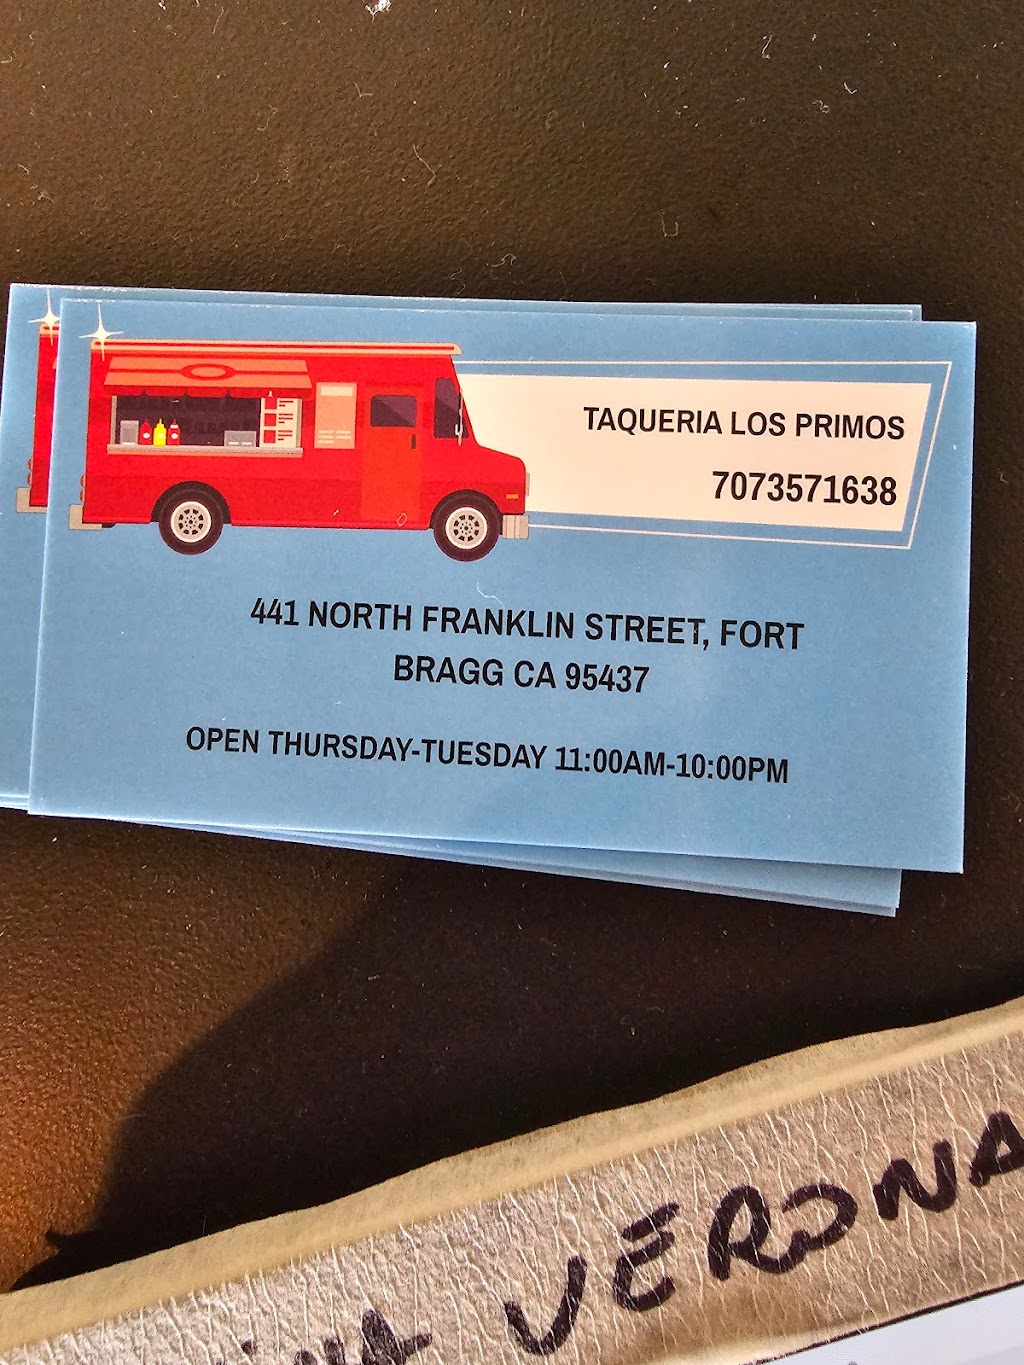 TAQUERIA LOS PRIMOS
7073571638
441 NORTH FRANKLIN STREET, FORT
BRAGG CA 95437
OPEN THURSDAY-TUESDAY 11:00AM-10:00PM
VERDNA